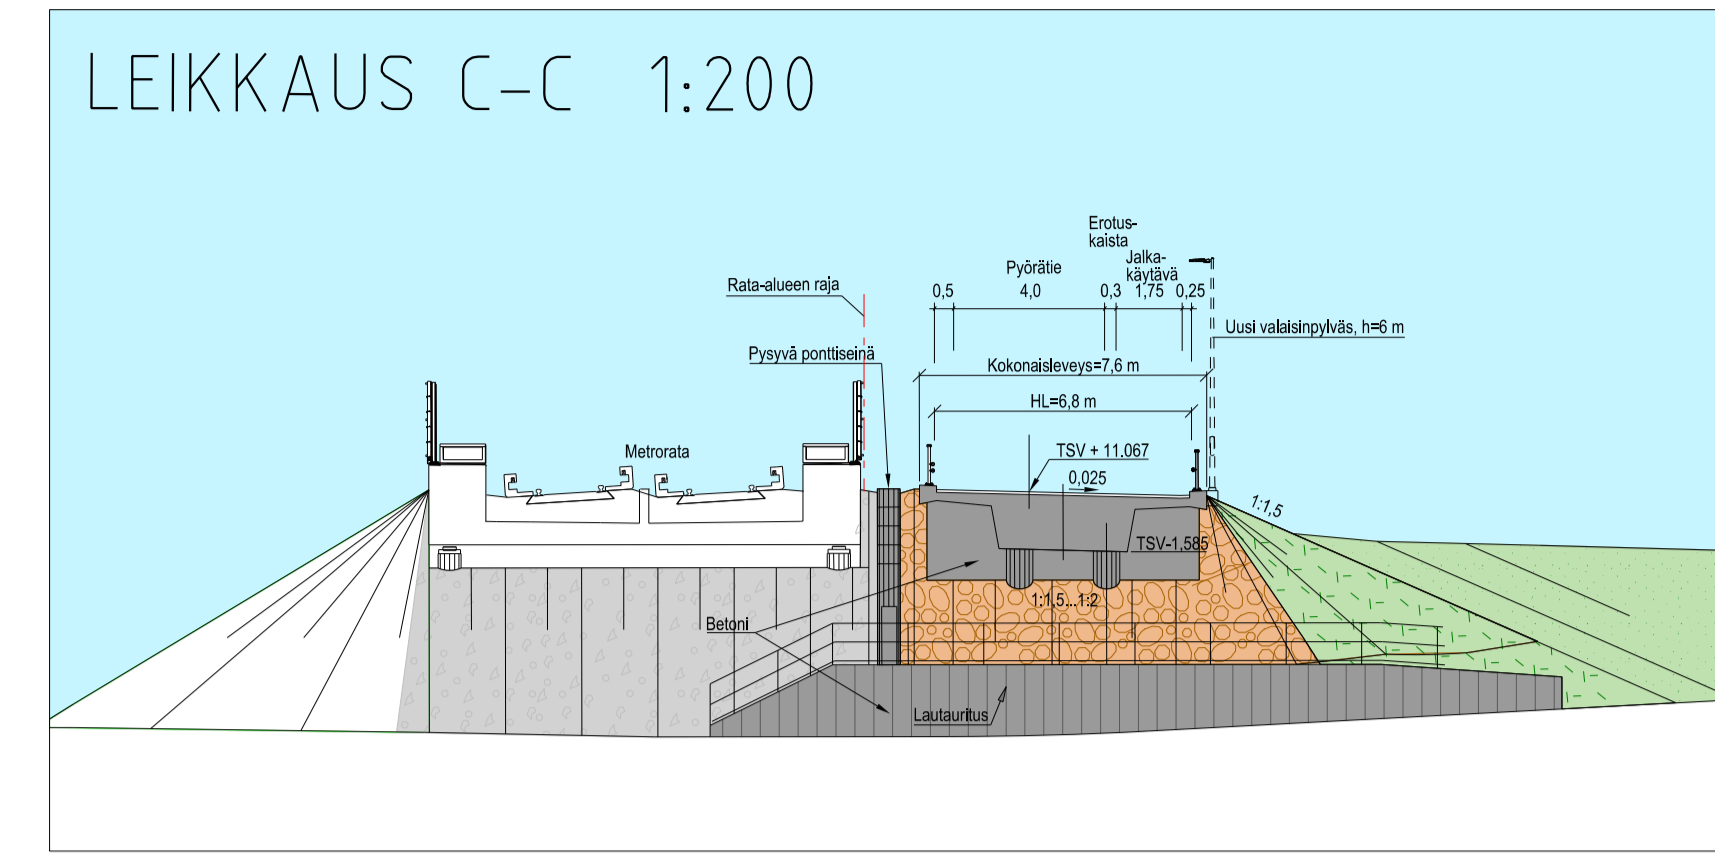 LEIKKAUS C-C 1:200
Erotus-
kaista
Jalka-
käytävä
Pyörätie
0,5 4,0 0,3 1,75 0,25
Rata-alueen raja
Uusi valaisinpylväs, h=6 m
Pysyvä ponttiseinä
Kokonaisleveys=7,6 m
HL=6,8 m
Metrorata
TSV + 11.067
0,025
1:1,5
TSV-1,585
1:1,5...1:2
Betoni
Lautauritus